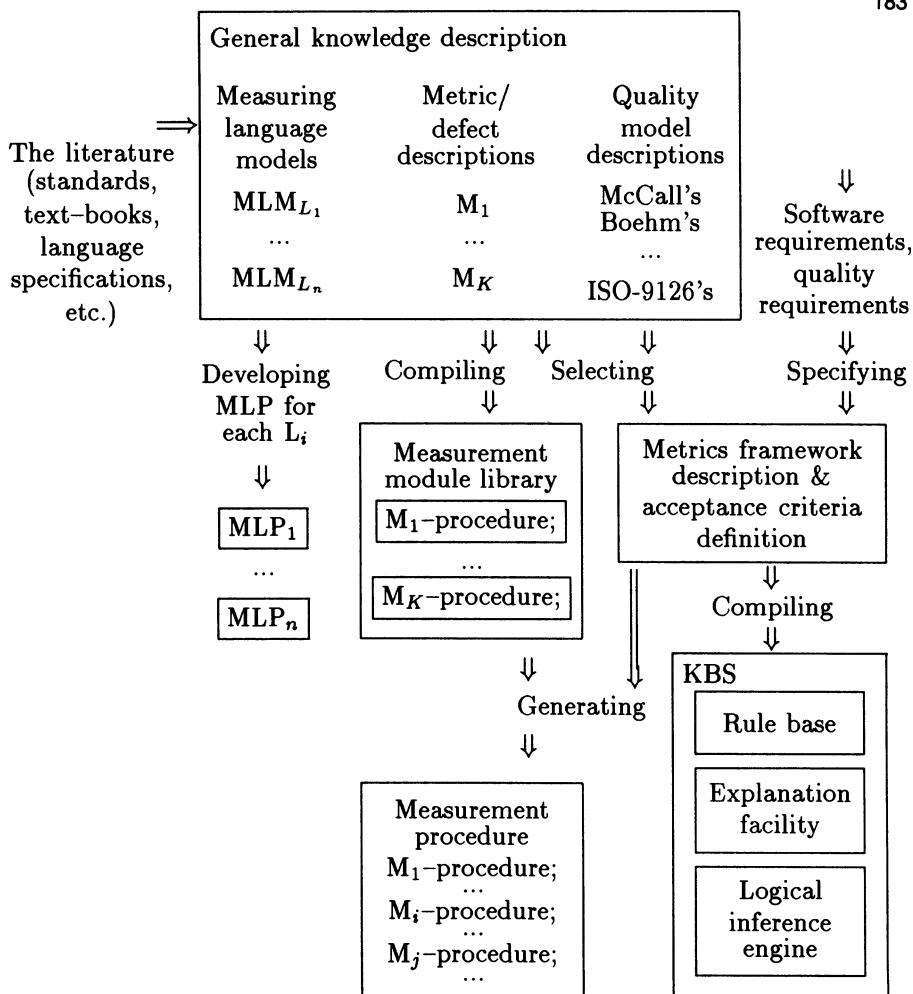 183
General knowledge description
Measuring
language
models
MLM_{L_1}
...
MLM_{L_n}
Metric/
defect
descriptions
M_1
...
M_K
Quality
model
descriptions
McCall's
Boehm's
...
ISO-9126's
The literature
(standards,
text–books,
language
specifications,
etc.)
Software
requirements,
quality
requirements
Developing
MLP for
each L_i
Compiling
Selecting
Specifying
MLP_1
...
MLP_n
Measurement
module library
M_1–procedure;
...
M_K–procedure;
Metrics framework
description &
acceptance criteria
definition
Compiling
Generating
KBS
Rule base
Explanation
facility
Logical
inference
engine
Measurement
procedure
M_1–procedure;
...
M_i–procedure;
...
M_j–procedure;
...